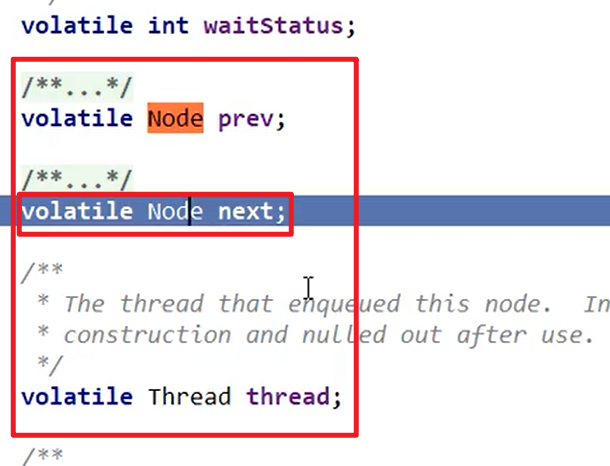 */
volatile int waitStatus;
/**...*/
volatile Node prev;
/**...*/
volatile Node next;
/**
* The thread that enqueued this node. In
* construction and nulled out after use.
*/
volatile Thread thread;
/**